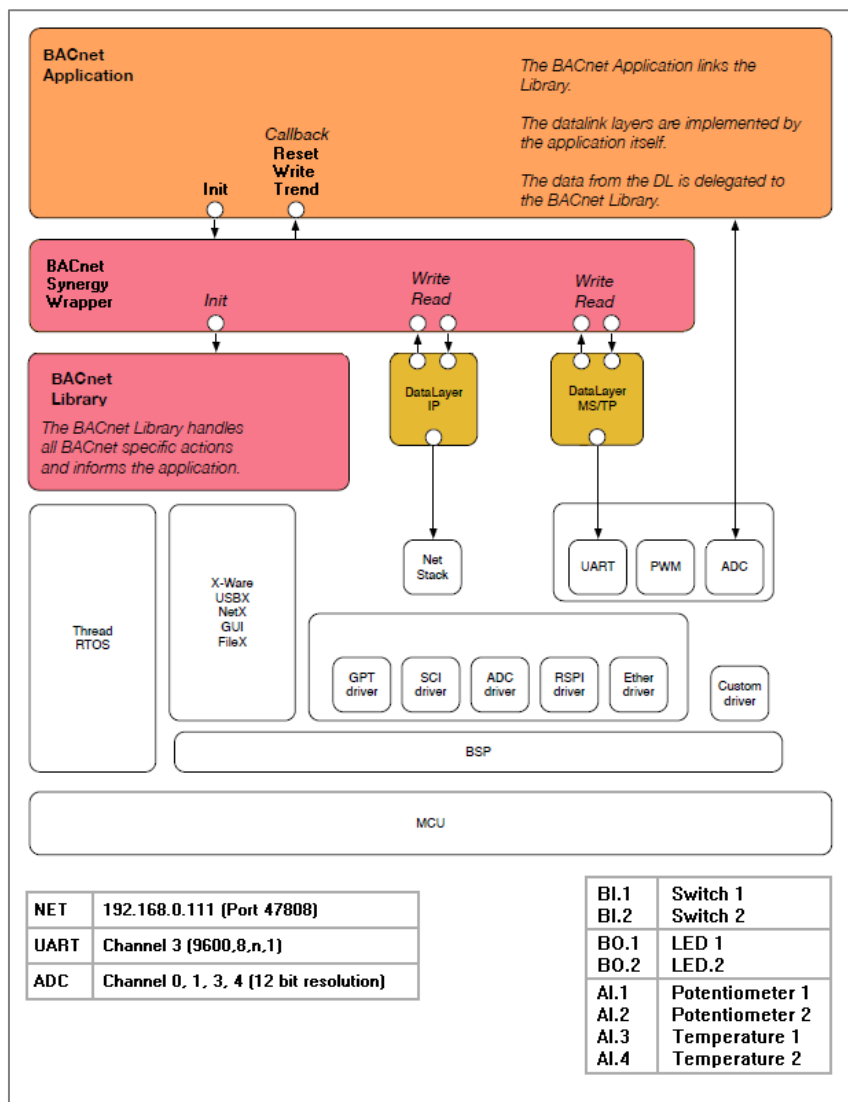 BACnet
Application
The BACnet Application links the
Library.
The datalink layers are implemented by
the application itself.
The data from the DL is delegated to
the BACnet Library.
Callback
Reset
Write
Trend
Init
BACnet
Synergy
Wrapper
Init
Write
Read
Write
Read
BACnet
Library
The BACnet Library handles
all BACnet specific actions
and informs the application.
DataLayer
IP
DataLayer
MS/TP
Thread
RTOS
X-Ware
USBX
NetX
GUI
FileX
Net
Stack
UART
PWM
ADC
GPT
driver
SCI
driver
ADC
driver
RSPI
driver
Ether
driver
Custom
driver
BSP
MCU
NET 192.168.0.111 (Port 47808)
UART Channel 3 (9600,8,n,1)
ADC Channel 0, 1, 3, 4 (12 bit resolution)
BI.1 Switch 1
BI.2 Switch 2
BO.1 LED 1
BO.2 LED.2
AI.1 Potentiometer 1
AI.2 Potentiometer 2
AI.3 Temperature 1
AI.4 Temperature 2